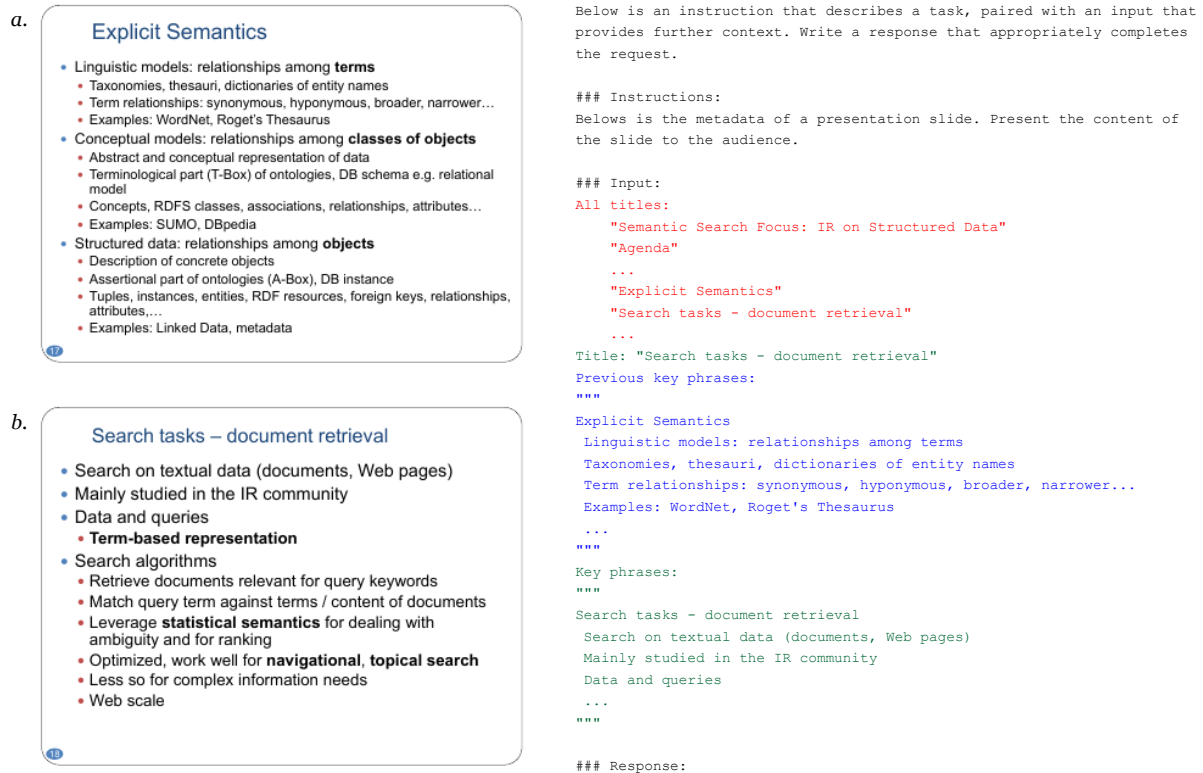 a.
Explicit Semantics
• Linguistic models: relationships among terms
• Taxonomies, thesauri, dictionaries of entity names
• Term relationships: synonymous, hyponymous, broader, narrower…
• Examples: WordNet, Roget's Thesaurus
• Conceptual models: relationships among classes of objects
• Abstract and conceptual representation of data
• Terminological part (T-Box) of ontologies, DB schema e.g. relational
model
• Concepts, RDFS classes, associations, relationships, attributes…
• Examples: SUMO, DBpedia
• Structured data: relationships among objects
• Description of concrete objects
• Assertional part of ontologies (A-Box), DB instance
• Tuples, instances, entities, RDF resources, foreign keys, relationships,
attributes,…
• Examples: Linked Data, metadata
17
b.
Search tasks – document retrieval
• Search on textual data (documents, Web pages)
• Mainly studied in the IR community
• Data and queries
• Term-based representation
• Search algorithms
• Retrieve documents relevant for query keywords
• Match query term against terms / content of documents
• Leverage statistical semantics for dealing with
ambiguity and for ranking
• Optimized, work well for navigational, topical search
• Less so for complex information needs
• Web scale
18
Below is an instruction that describes a task, paired with an input that
provides further context. Write a response that appropriately completes
the request.
### Instructions:
Belows is the metadata of a presentation slide. Present the content of
the slide to the audience.
### Input:
All titles:
"Semantic Search Focus: IR on Structured Data"
"Agenda"
...
"Explicit Semantics"
"Search tasks - document retrieval"
...
Title: "Search tasks - document retrieval"
Previous key phrases:
"""
Explicit Semantics
Linguistic models: relationships among terms
Taxonomies, thesauri, dictionaries of entity names
Term relationships: synonymous, hyponymous, broader, narrower...
Examples: WordNet, Roget's Thesaurus
...
"""
Key phrases:
"""
Search tasks - document retrieval
Search on textual data (documents, Web pages)
Mainly studied in the IR community
Data and queries
...
"""
### Response: